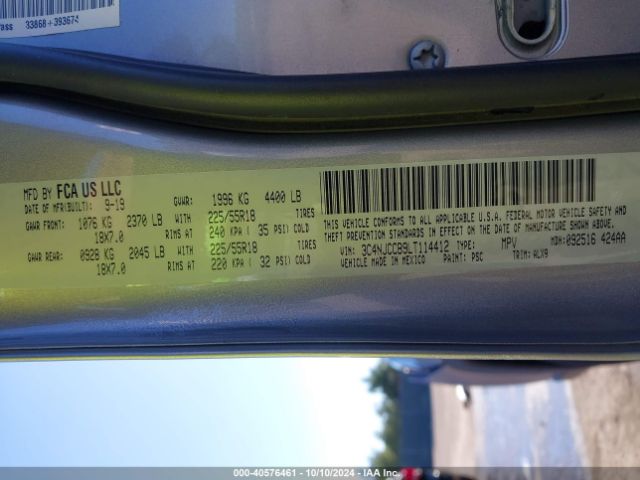 33868+393674
MFD BY FCA US LLC
DATE OF MFR(BUILT): 9-19
GVWR: 1996 KG 4400 LB
GAWR FRONT: 1076 KG 2370 LB WITH 225/55R18 TIRES
18X7.0 RIMS AT 240 KPA ( 35 PSI) COLD
GAWR REAR: 0928 KG 2045 LB WITH 225/55R18 TIRES
18X7.0 RIMS AT 220 KPA ( 32 PSI) COLD
THIS VEHICLE CONFORMS TO ALL APPLICABLE U.S.A. FEDERAL MOTOR VEHICLE SAFETY AND
THEFT PREVENTION STANDARDS IN EFFECT ON THE DATE OF MANUFACTURE SHOWN ABOVE.
VIN: 3C4NJCCB9LT114412 TYPE: MPV MDH: 092516 424AA
VEHICLE MADE IN MEXICO PAINT: PSC TRIM: ALX9
000-40576461 - 10/10/2024 - IAA Inc.